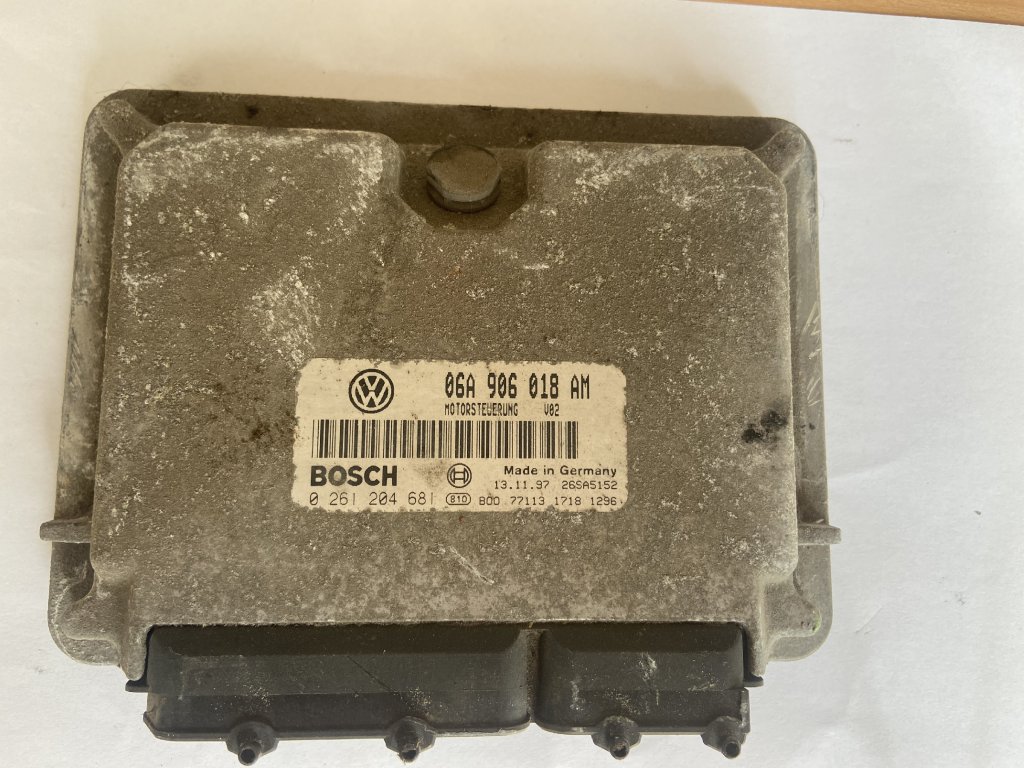 06A 906 018 AM
MOTORSTEUERUNG V02
BOSCH Made in Germany
13.11.97 26SA5152
0 261 204 681 810 B00 77113 1718 1296